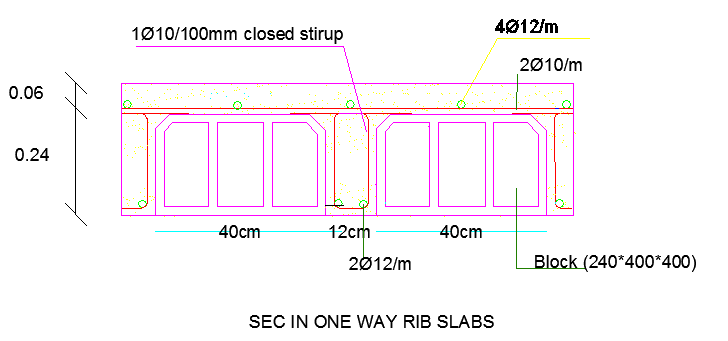 4Ø12/m
1Ø10/100mm closed stirup
2Ø10/m
0.06
0.24
40cm
12cm
40cm
2Ø12/m
Block (240*400*400)
SEC IN ONE WAY RIB SLABS